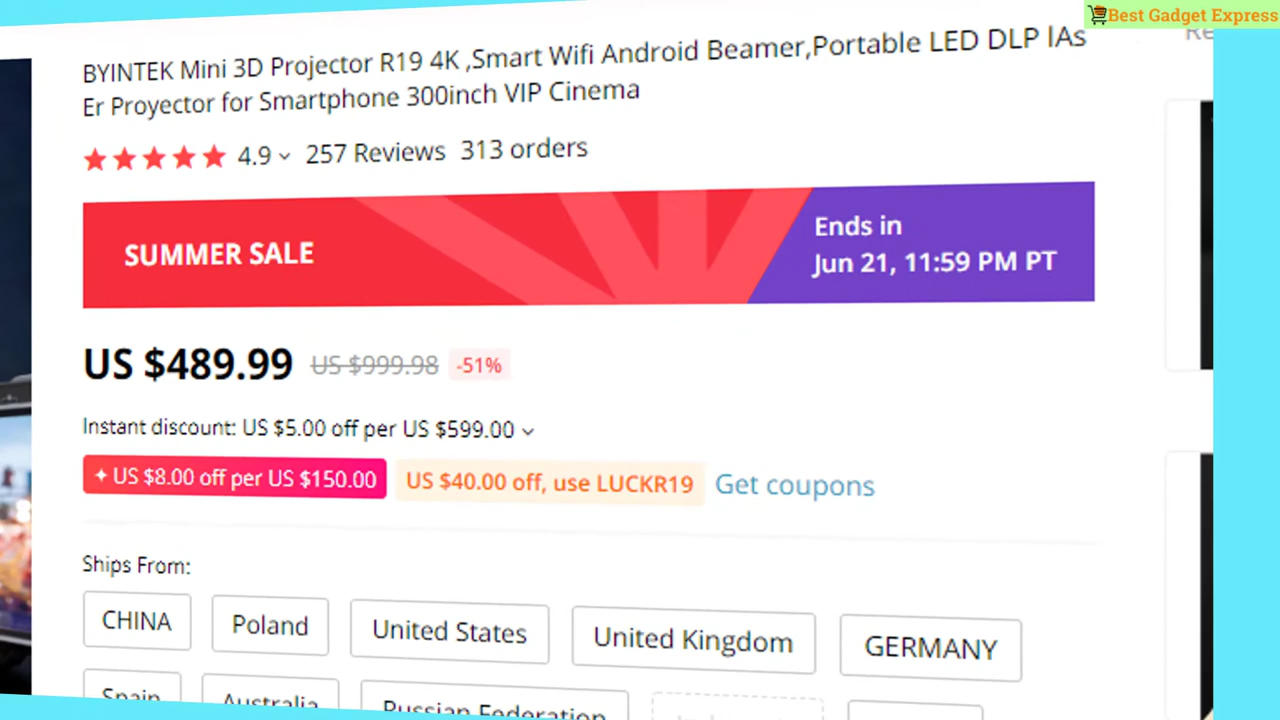 Best Gadget Express
BYINTEK Mini 3D Projector R19 4K ,Smart Wifi Android Beamer,Portable LED DLP lAs
Er Proyector for Smartphone 300inch VIP Cinema
4.9 257 Reviews 313 orders
SUMMER SALE
Ends in
Jun 21, 11:59 PM PT
US $489.99 US $999.98 -51%
Instant discount: US $5.00 off per US $599.00
US $8.00 off per US $150.00 US $40.00 off, use LUCKR19 Get coupons
Ships From:
CHINA Poland United States United Kingdom GERMANY
Spain Australia Russian Federation